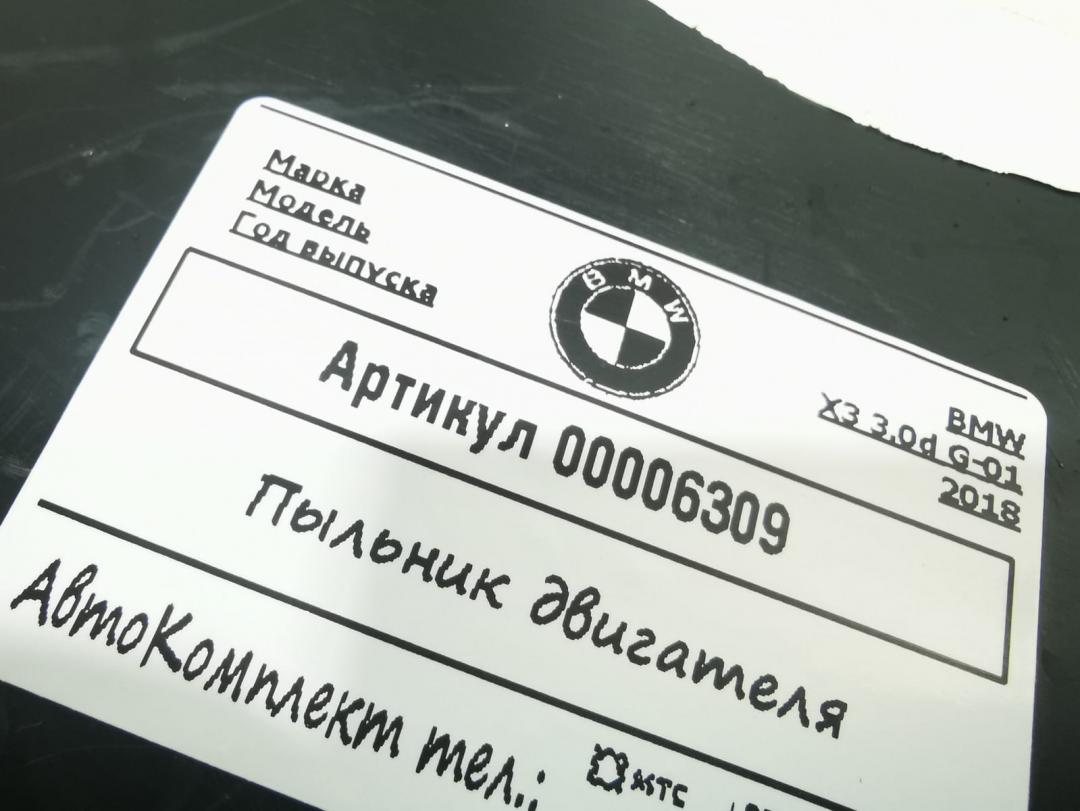 Марка
Модель
Год выпуска
BMW
BMW
X3 3.0d G-01
2018
Артикул 00006309
Пыльник двигателя
АвтоКомплект тел.: